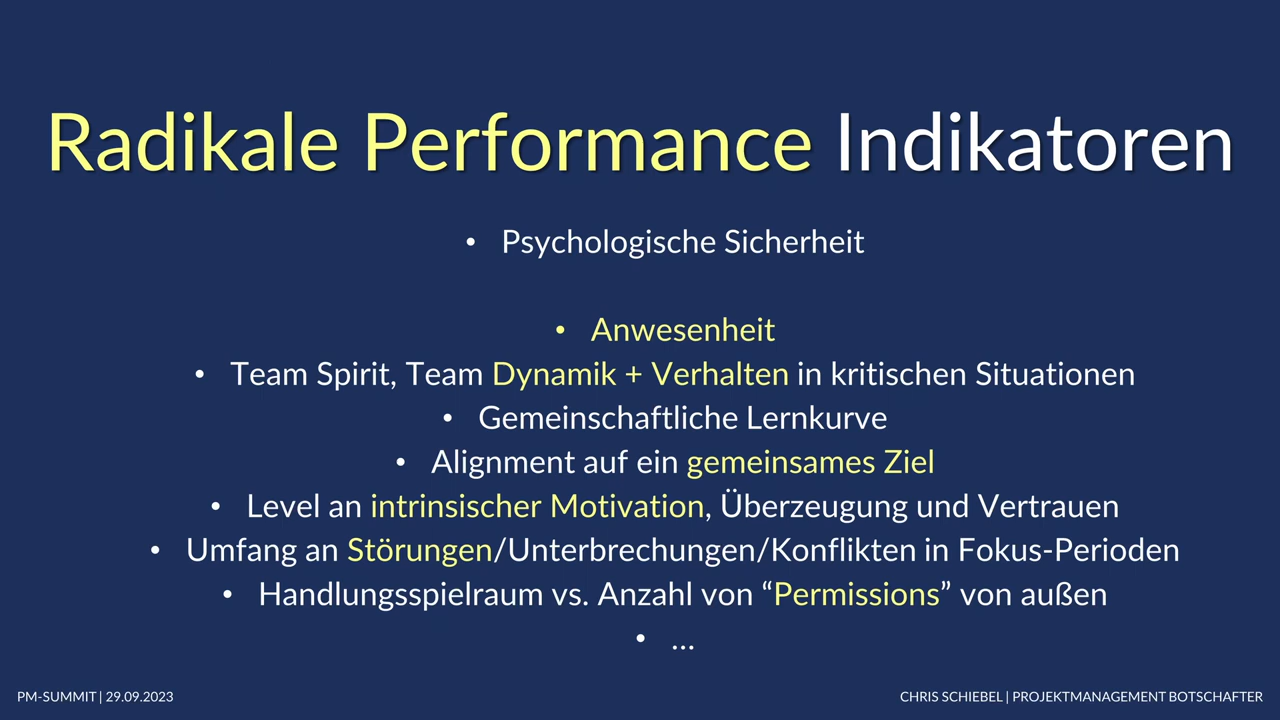 Radikale Performance Indikatoren
• Psychologische Sicherheit
• Anwesenheit
• Team Spirit, Team Dynamik + Verhalten in kritischen Situationen
• Gemeinschaftliche Lernkurve
• Alignment auf ein gemeinsames Ziel
• Level an intrinsischer Motivation, Überzeugung und Vertrauen
• Umfang an Störungen/Unterbrechungen/Konflikten in Fokus-Perioden
• Handlungsspielraum vs. Anzahl von “Permissions” von außen
• ...
PM-SUMMIT | 29.09.2023
CHRIS SCHIEBEL | PROJEKTMANAGEMENT BOTSCHAFTER